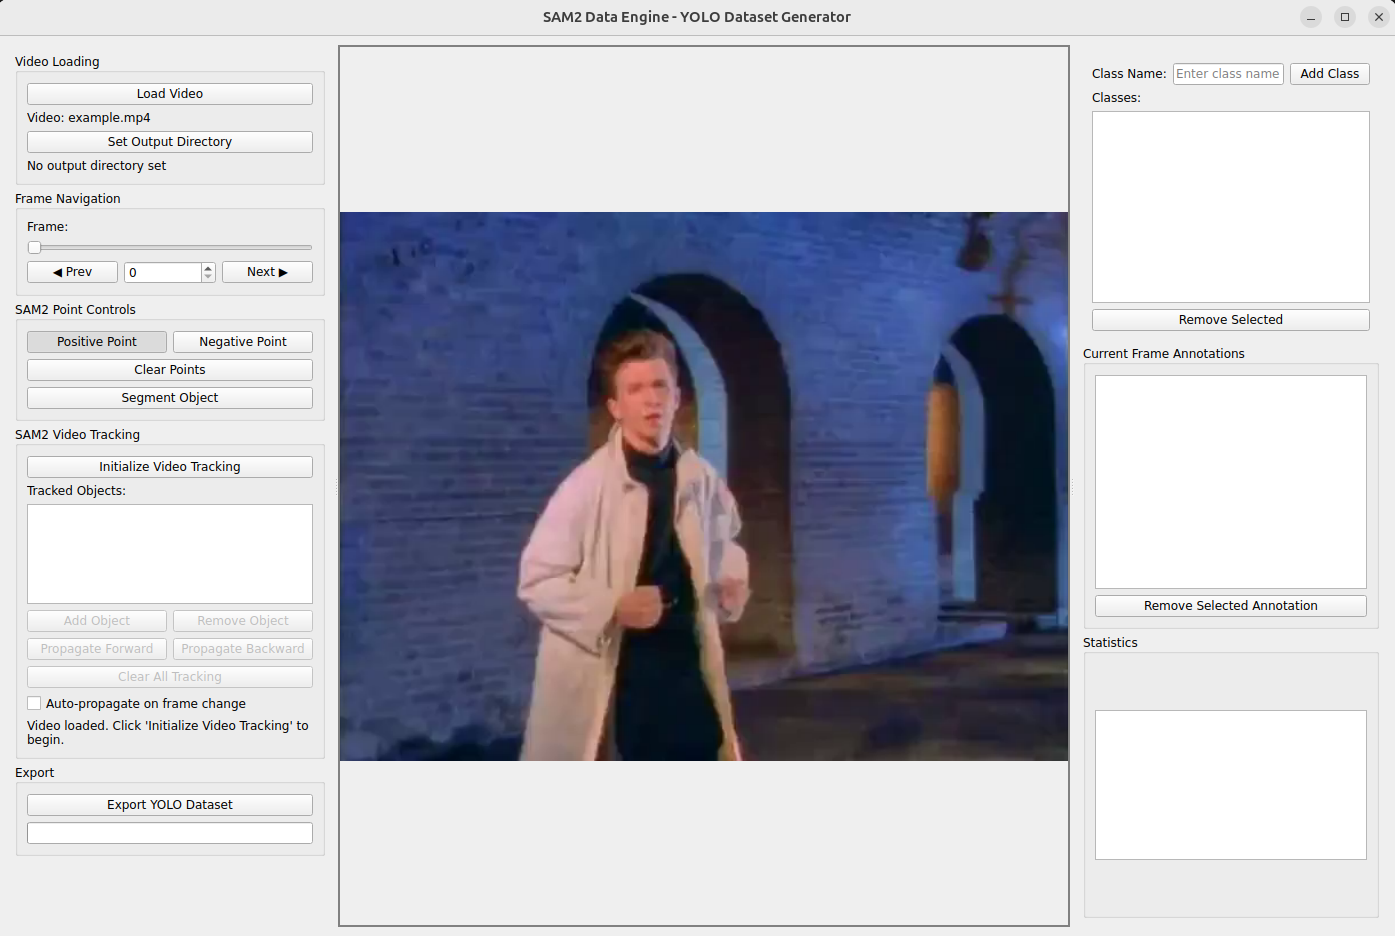 SAM2 Data Engine - YOLO Dataset Generator
Video Loading
Load Video
Video: example.mp4
Set Output Directory
No output directory set
Frame Navigation
Frame:
◀ Prev
0
Next ▶
SAM2 Point Controls
Positive Point
Negative Point
Clear Points
Segment Object
SAM2 Video Tracking
Initialize Video Tracking
Tracked Objects:
Add Object
Remove Object
Propagate Forward
Propagate Backward
Clear All Tracking
Auto-propagate on frame change
Video loaded. Click 'Initialize Video Tracking' to
begin.
Export
Export YOLO Dataset
Class Name:
Enter class name
Add Class
Classes:
Remove Selected
Current Frame Annotations
Remove Selected Annotation
Statistics